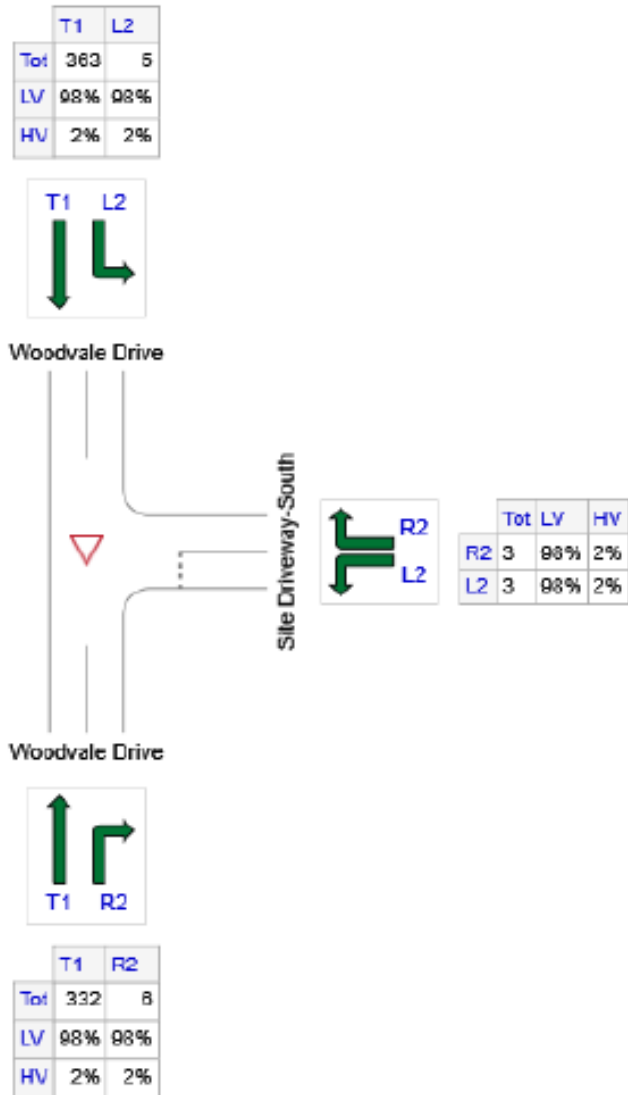 T1 L2
Tot 363 5
LV 98% 98%
HV 2% 2%
T1 L2
Woodvale Drive
Site Driveway-South
R2
L2
Tot LV HV
R2 3 98% 2%
L2 3 98% 2%
Woodvale Drive
T1 R2
T1 R2
Tot 332
LV 98% 98%
HV 2% 2%